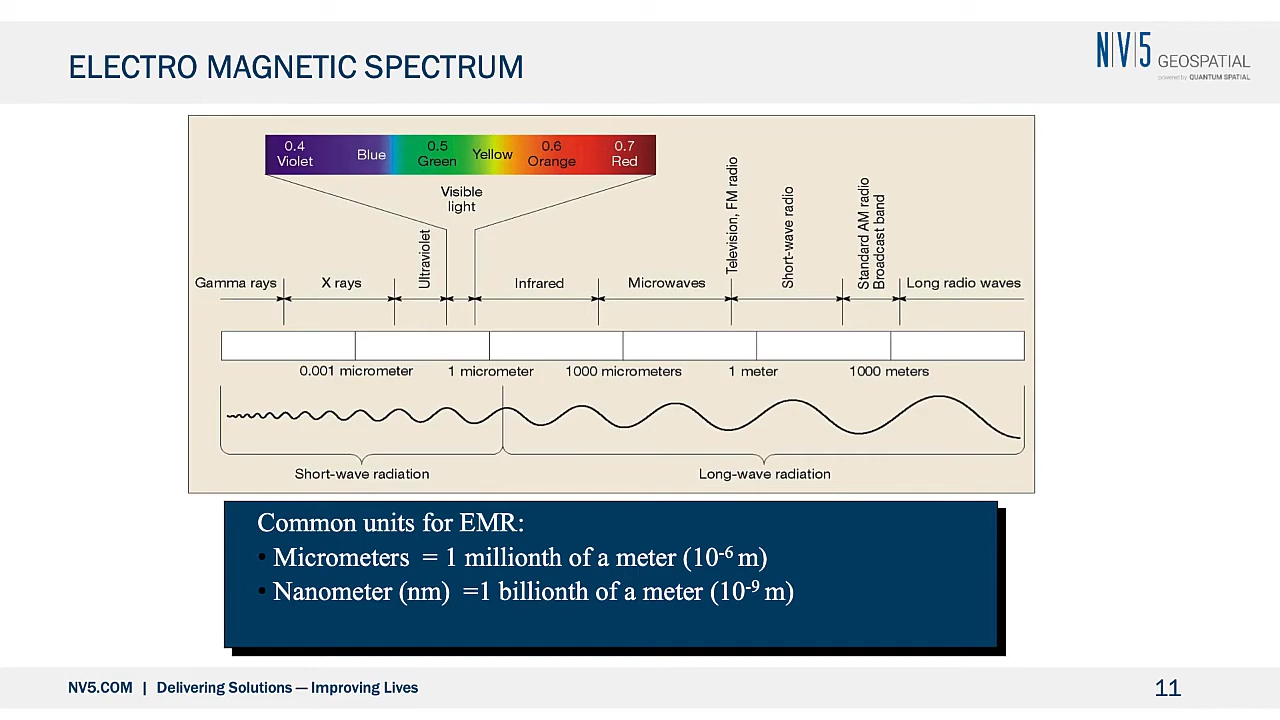 ELECTRO MAGNETIC SPECTRUM
N|V|5 GEOSPATIAL
powered by QUANTUM SPATIAL
0.4 0.5 0.6 0.7
Violet Blue Green Yellow Orange Red
Visible
light
Ultraviolet
Television, FM radio
Short-wave radio
Standard AM radio
Broadcast band
Gamma rays X rays Infrared Microwaves Long radio waves
0.001 micrometer 1 micrometer 1000 micrometers 1 meter 1000 meters
Short-wave radiation Long-wave radiation
Common units for EMR:
• Micrometers = 1 millionth of a meter (10-6 m)
• Nanometer (nm) =1 billionth of a meter (10-9 m)
NV5.COM | Delivering Solutions — Improving Lives
11